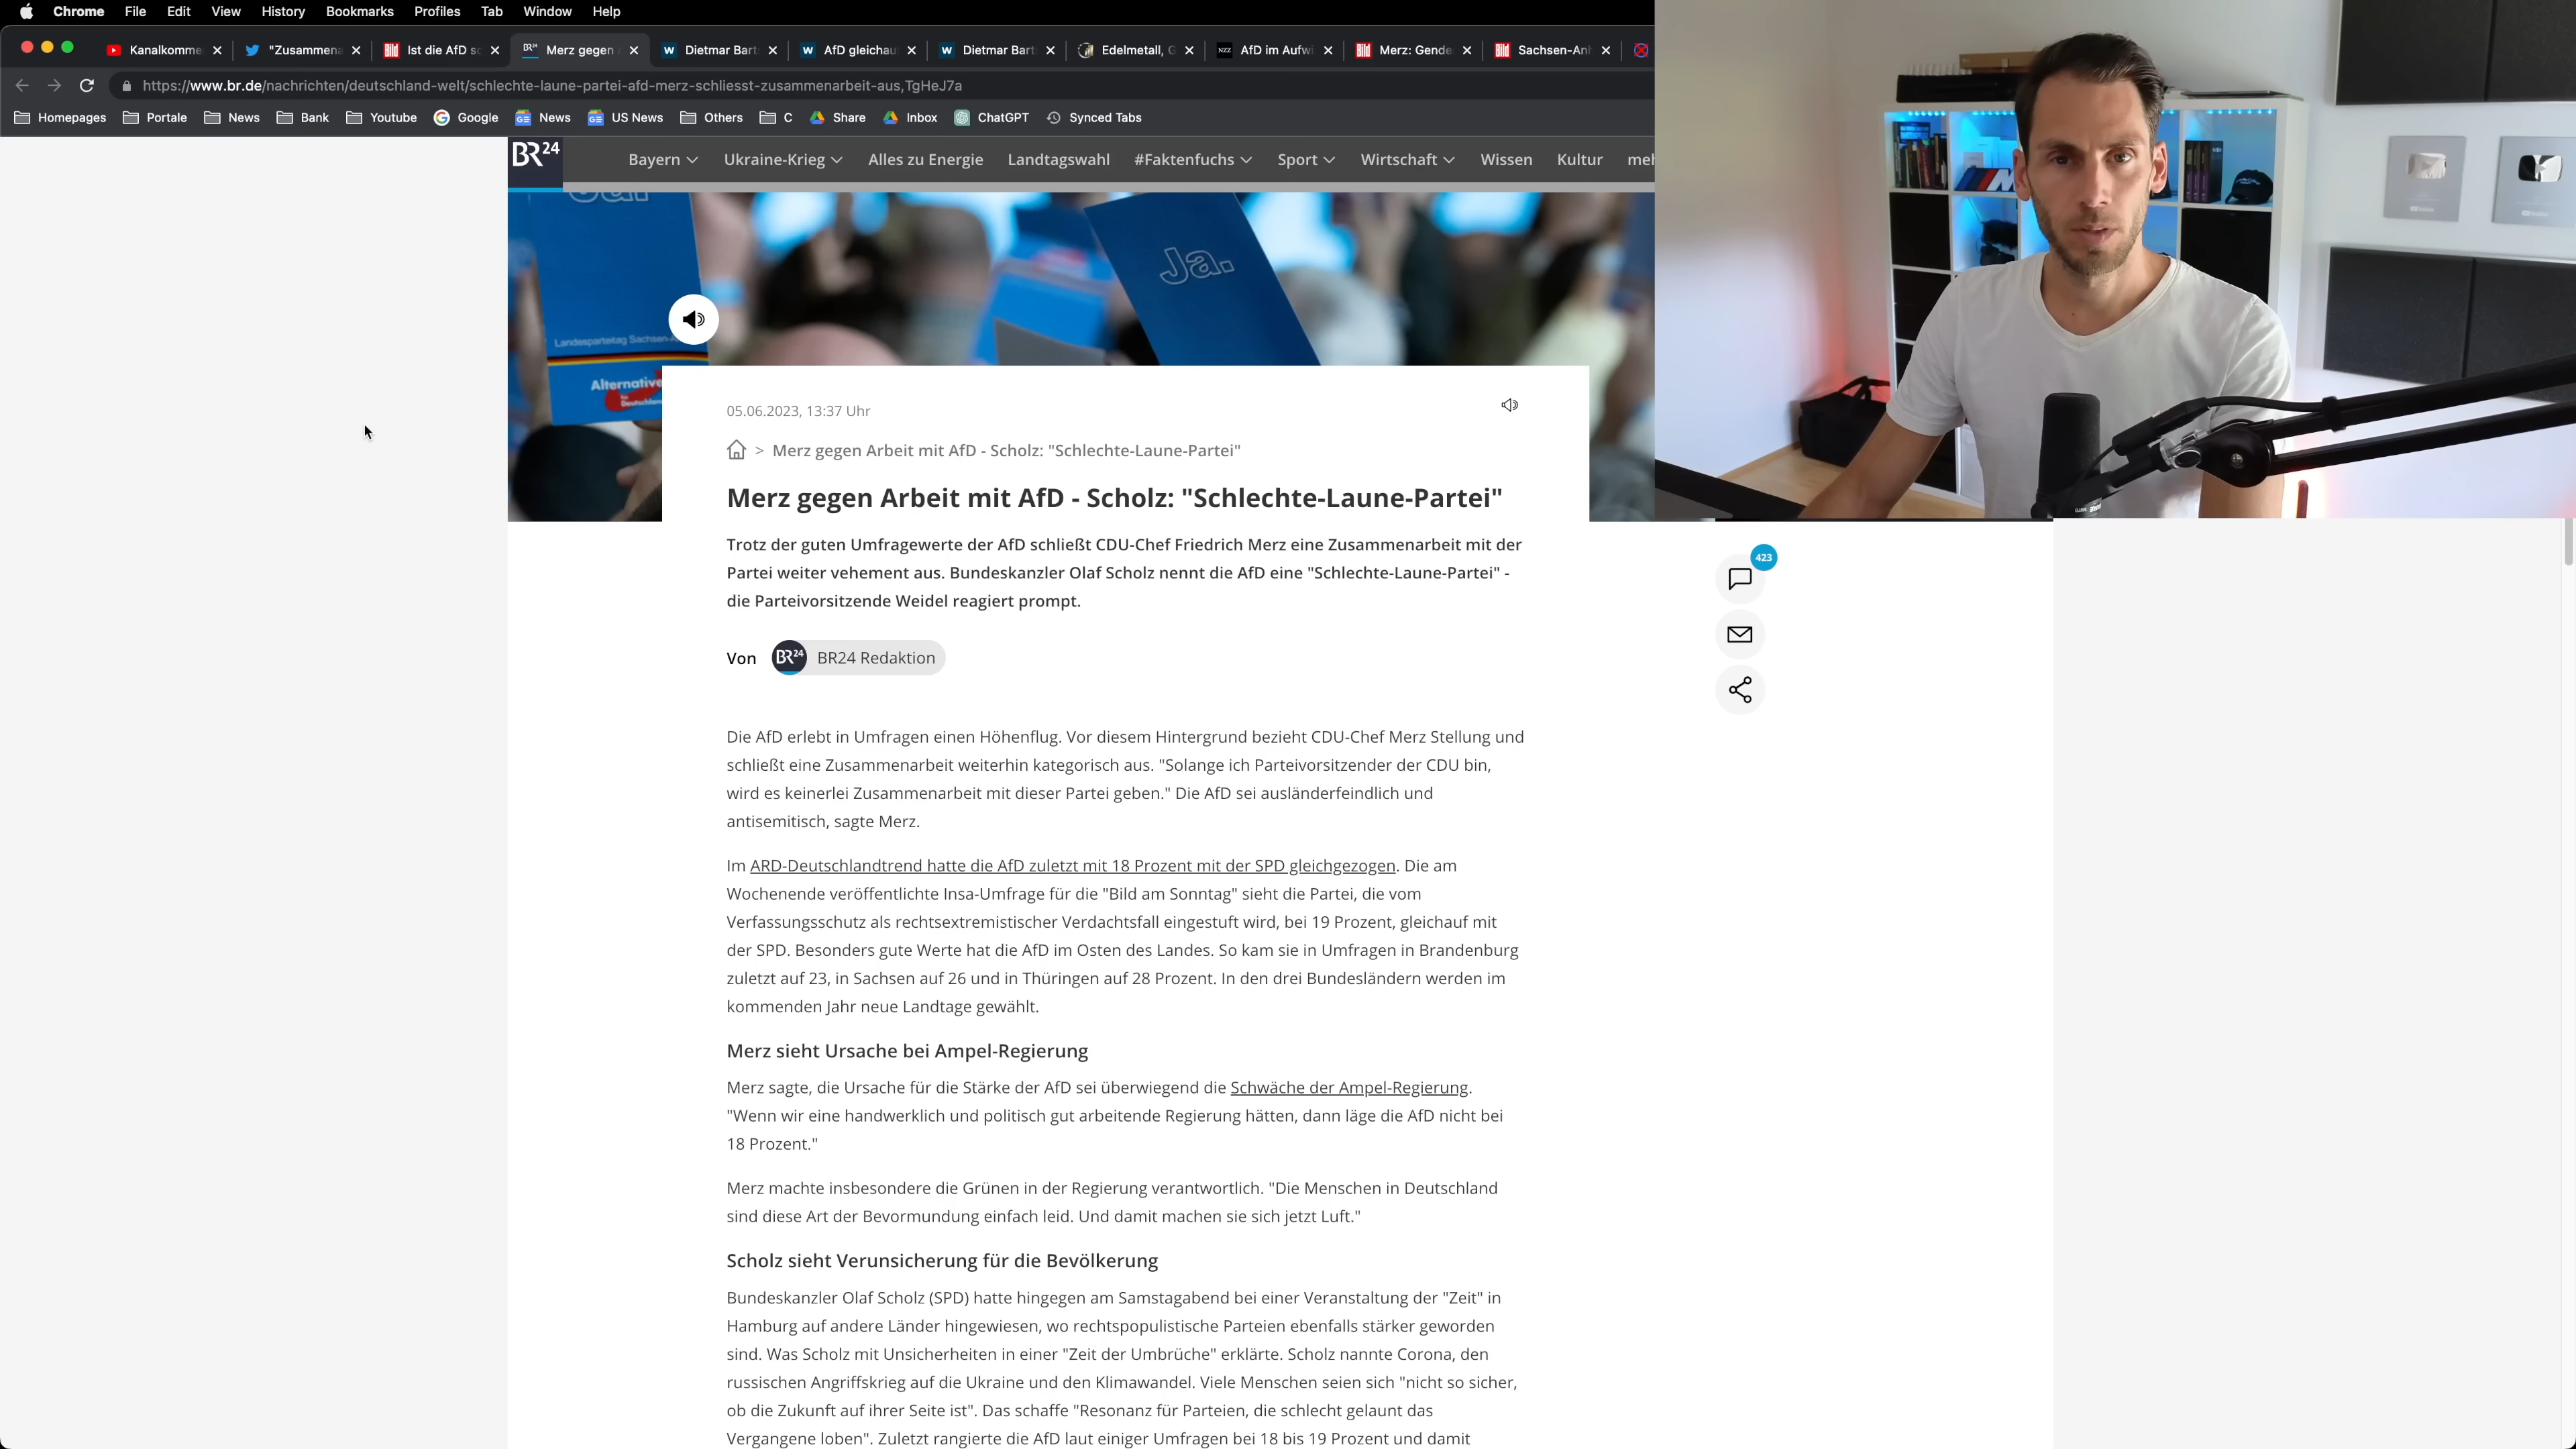 Chrome File Edit View History Bookmarks Profiles Tab Window Help
Kanalkomme "Zusammena Ist die AfD sc Merz gegen Dietmar Bart AfD gleichau Dietmar Bart Edelmetall, G AfD im Aufwi Merz: Gende Sachsen-Anh
https://www.br.de/nachrichten/deutschland-welt/schlechte-laune-partei-afd-merz-schliesst-zusammenarbeit-aus,TgHeJ7a
Homepages Portale News Bank Youtube Google News US News Others C Share Inbox ChatGPT Synced Tabs
BR24 Bayern Ukraine-Krieg Alles zu Energie Landtagswahl #Faktenfuchs Sport Wirtschaft Wissen Kultur meh
Ja.
Alternative
05.06.2023, 13:37 Uhr
> Merz gegen Arbeit mit AfD - Scholz: "Schlechte-Laune-Partei"
Merz gegen Arbeit mit AfD - Scholz: "Schlechte-Laune-Partei"
Trotz der guten Umfragewerte der AfD schließt CDU-Chef Friedrich Merz eine Zusammenarbeit mit der
Partei weiter vehement aus. Bundeskanzler Olaf Scholz nennt die AfD eine "Schlechte-Laune-Partei" -
die Parteivorsitzende Weidel reagiert prompt.
423
Von BR24 BR24 Redaktion
Die AfD erlebt in Umfragen einen Höhenflug. Vor diesem Hintergrund bezieht CDU-Chef Merz Stellung und
schließt eine Zusammenarbeit weiterhin kategorisch aus. "Solange ich Parteivorsitzender der CDU bin,
wird es keinerlei Zusammenarbeit mit dieser Partei geben." Die AfD sei ausländerfeindlich und
antisemitisch, sagte Merz.
Im ARD-Deutschlandtrend hatte die AfD zuletzt mit 18 Prozent mit der SPD gleichgezogen. Die am
Wochenende veröffentlichte Insa-Umfrage für die "Bild am Sonntag" sieht die Partei, die vom
Verfassungsschutz als rechtsextremistischer Verdachtsfall eingestuft wird, bei 19 Prozent, gleichauf mit
der SPD. Besonders gute Werte hat die AfD im Osten des Landes. So kam sie in Umfragen in Brandenburg
zuletzt auf 23, in Sachsen auf 26 und in Thüringen auf 28 Prozent. In den drei Bundesländern werden im
kommenden Jahr neue Landtage gewählt.
Merz sieht Ursache bei Ampel-Regierung
Merz sagte, die Ursache für die Stärke der AfD sei überwiegend die Schwäche der Ampel-Regierung.
"Wenn wir eine handwerklich und politisch gut arbeitende Regierung hätten, dann läge die AfD nicht bei
18 Prozent."
Merz machte insbesondere die Grünen in der Regierung verantwortlich. "Die Menschen in Deutschland
sind diese Art der Bevormundung einfach leid. Und damit machen sie sich jetzt Luft."
Scholz sieht Verunsicherung für die Bevölkerung
Bundeskanzler Olaf Scholz (SPD) hatte hingegen am Samstagabend bei einer Veranstaltung der "Zeit" in
Hamburg auf andere Länder hingewiesen, wo rechtspopulistische Parteien ebenfalls stärker geworden
sind. Was Scholz mit Unsicherheiten in einer "Zeit der Umbrüche" erklärte. Scholz nannte Corona, den
russischen Angriffskrieg auf die Ukraine und den Klimawandel. Viele Menschen seien sich "nicht so sicher,
ob die Zukunft auf ihrer Seite ist". Das schaffe "Resonanz für Parteien, die schlecht gelaunt das
Vergangene loben". Zuletzt rangierte die AfD laut einiger Umfragen bei 18 bis 19 Prozent und damit